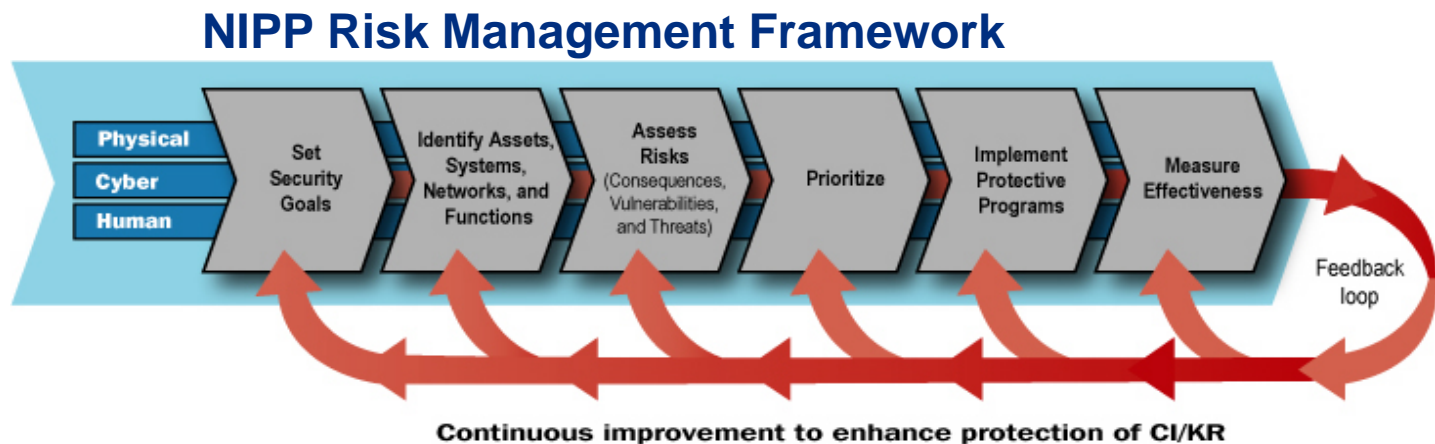 NIPP Risk Management Framework
Physical
Cyber
Human
Set
Security
Goals
Identify Assets,
Systems,
Networks, and
Functions
Assess
Risks
(Consequences,
Vulnerabilities,
and Threats)
Prioritize
Implement
Protective
Programs
Measure
Effectiveness
Feedback
loop
Continuous improvement to enhance protection of CI/KR